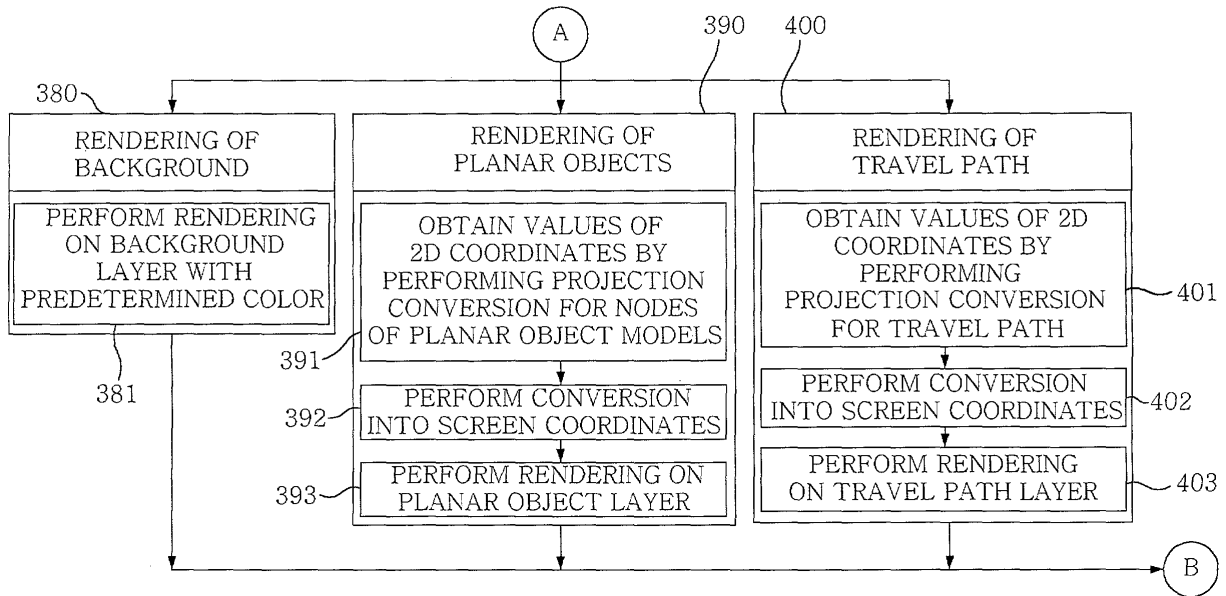 A
380
390
400
RENDERING OF
BACKGROUND
PERFORM RENDERING
ON BACKGROUND
LAYER WITH
PREDETERMINED COLOR
381
RENDERING OF
PLANAR OBJECTS
OBTAIN VALUES OF
2D COORDINATES BY
PERFORMING PROJECTION
CONVERSION FOR NODES
OF PLANAR OBJECT MODELS
391
PERFORM CONVERSION
INTO SCREEN COORDINATES
392
PERFORM RENDERING ON
PLANAR OBJECT LAYER
393
RENDERING OF
TRAVEL PATH
OBTAIN VALUES OF 2D
COORDINATES BY
PERFORMING
PROJECTION CONVERSION
FOR TRAVEL PATH
401
PERFORM CONVERSION
INTO SCREEN COORDINATES
402
PERFORM RENDERING
ON TRAVEL PATH LAYER
403
B